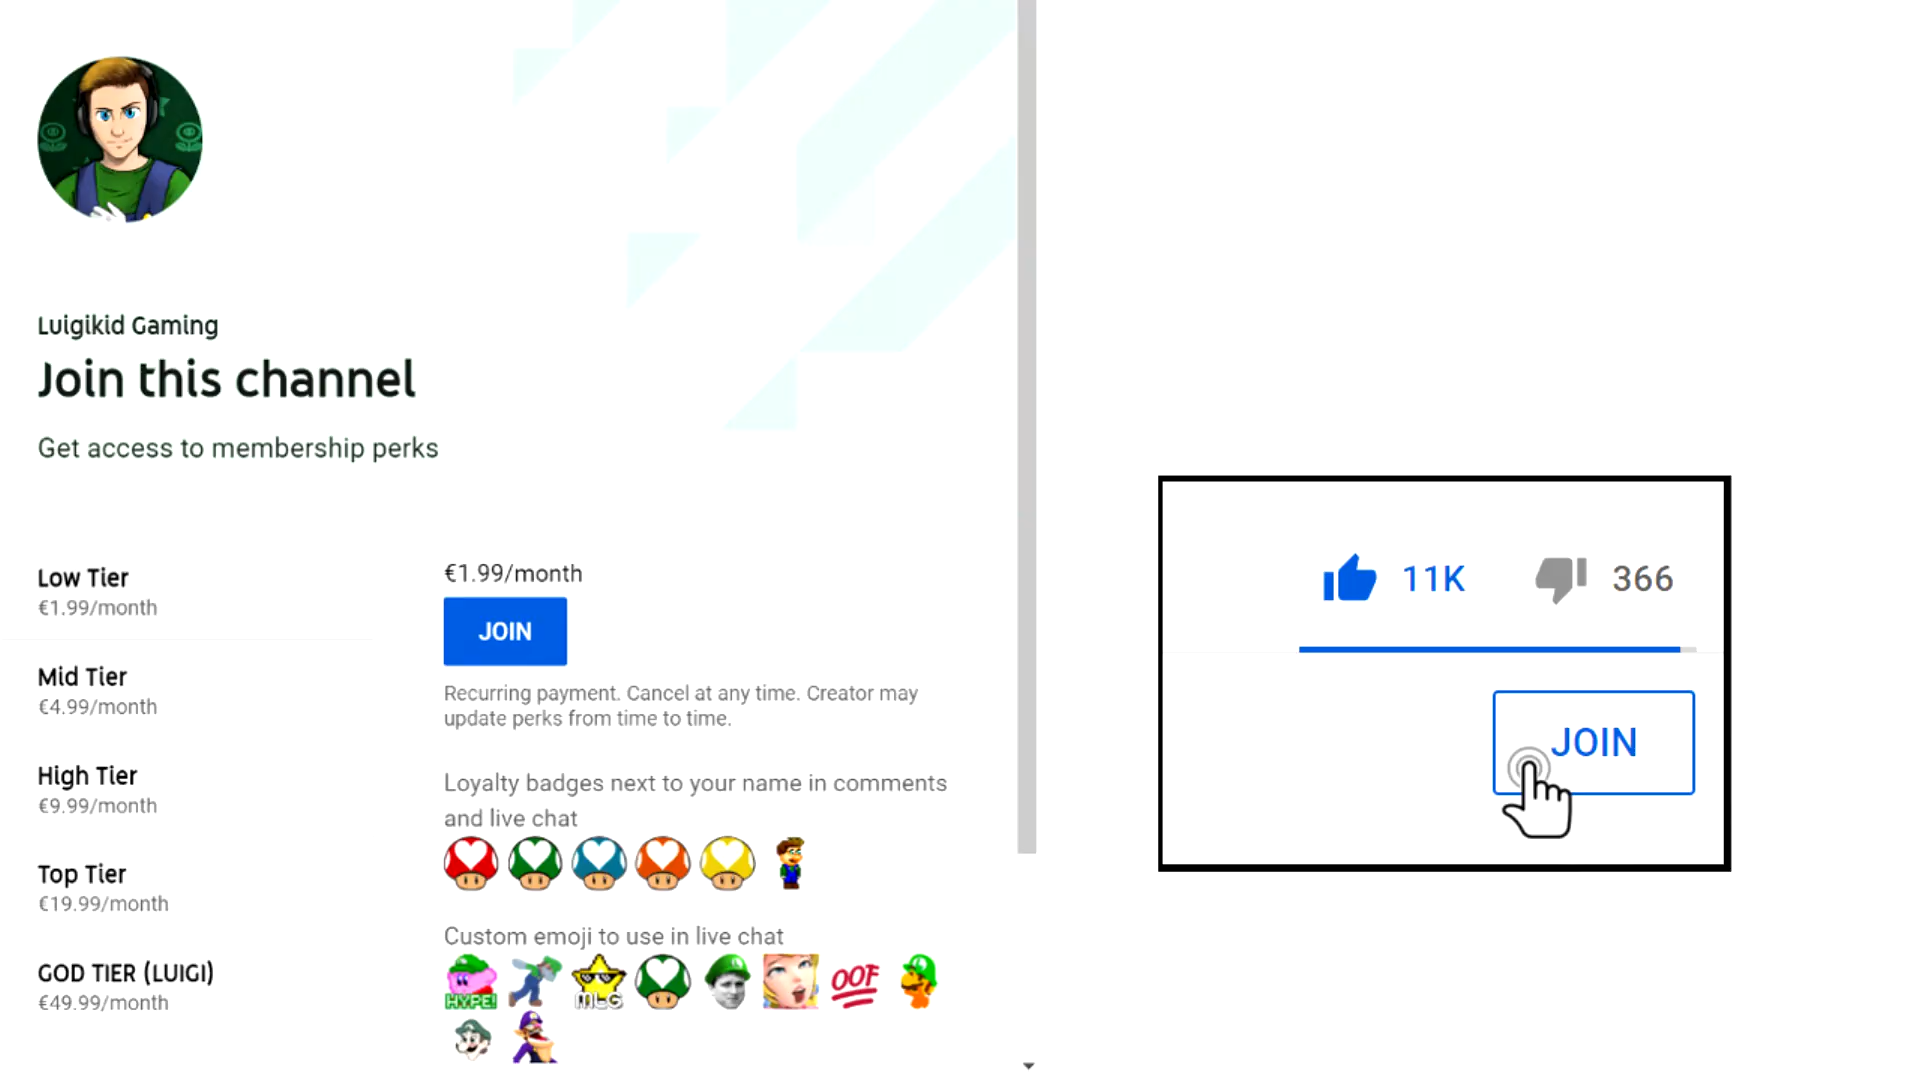 Luigikid Gaming
Join this channel
Get access to membership perks
Low Tier
€1.99/month
Mid Tier
€4.99/month
High Tier
€9.99/month
Top Tier
€19.99/month
GOD TIER (LUIGI)
€49.99/month
€1.99/month
JOIN
Recurring payment. Cancel at any time. Creator may
update perks from time to time.
Loyalty badges next to your name in comments
and live chat
Custom emoji to use in live chat
HYPE!
MLG
OOF
11K
366
JOIN